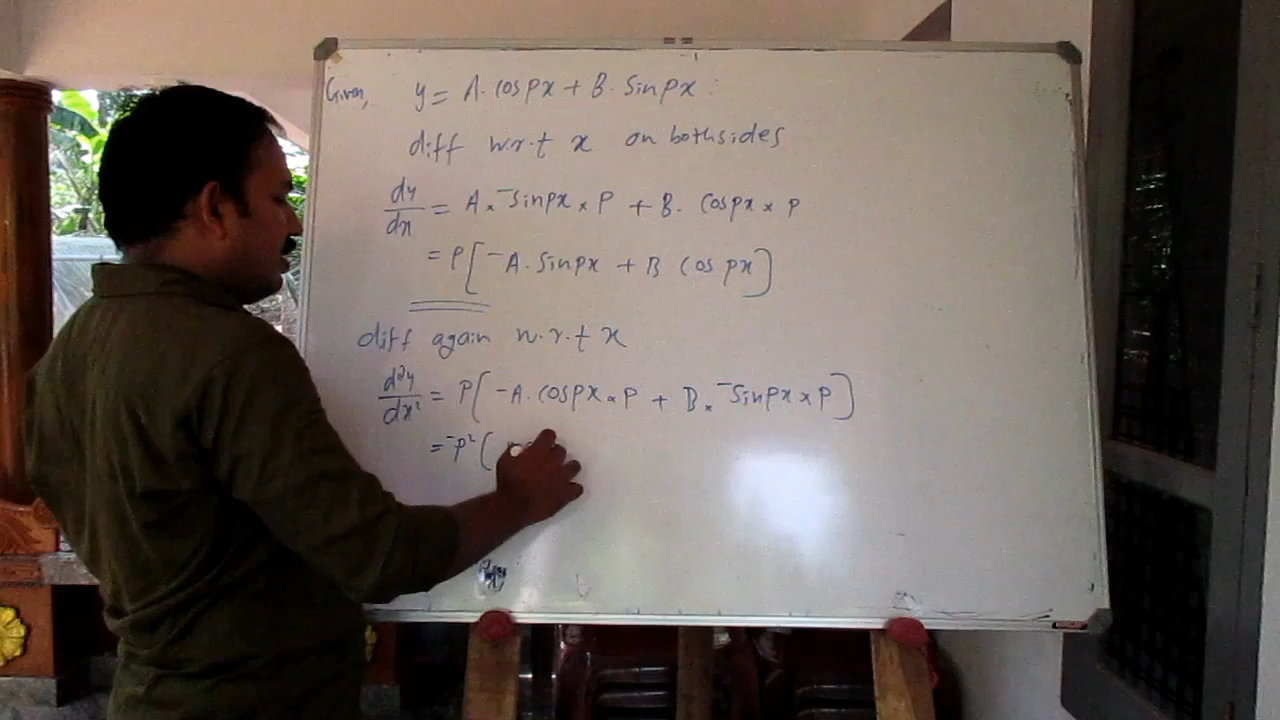 Given, y = A. cospx + B. Sinpx :
diff w.r.t x on bothsides
dy/dx = A × -Sinpx × P + B. cospx × P
= P[-A. Sinpx + B Cos px]
diff again w.r.t x
d²y/dx² = P[-A. cospx × P + B × -Sinpx × P]
= -P² (